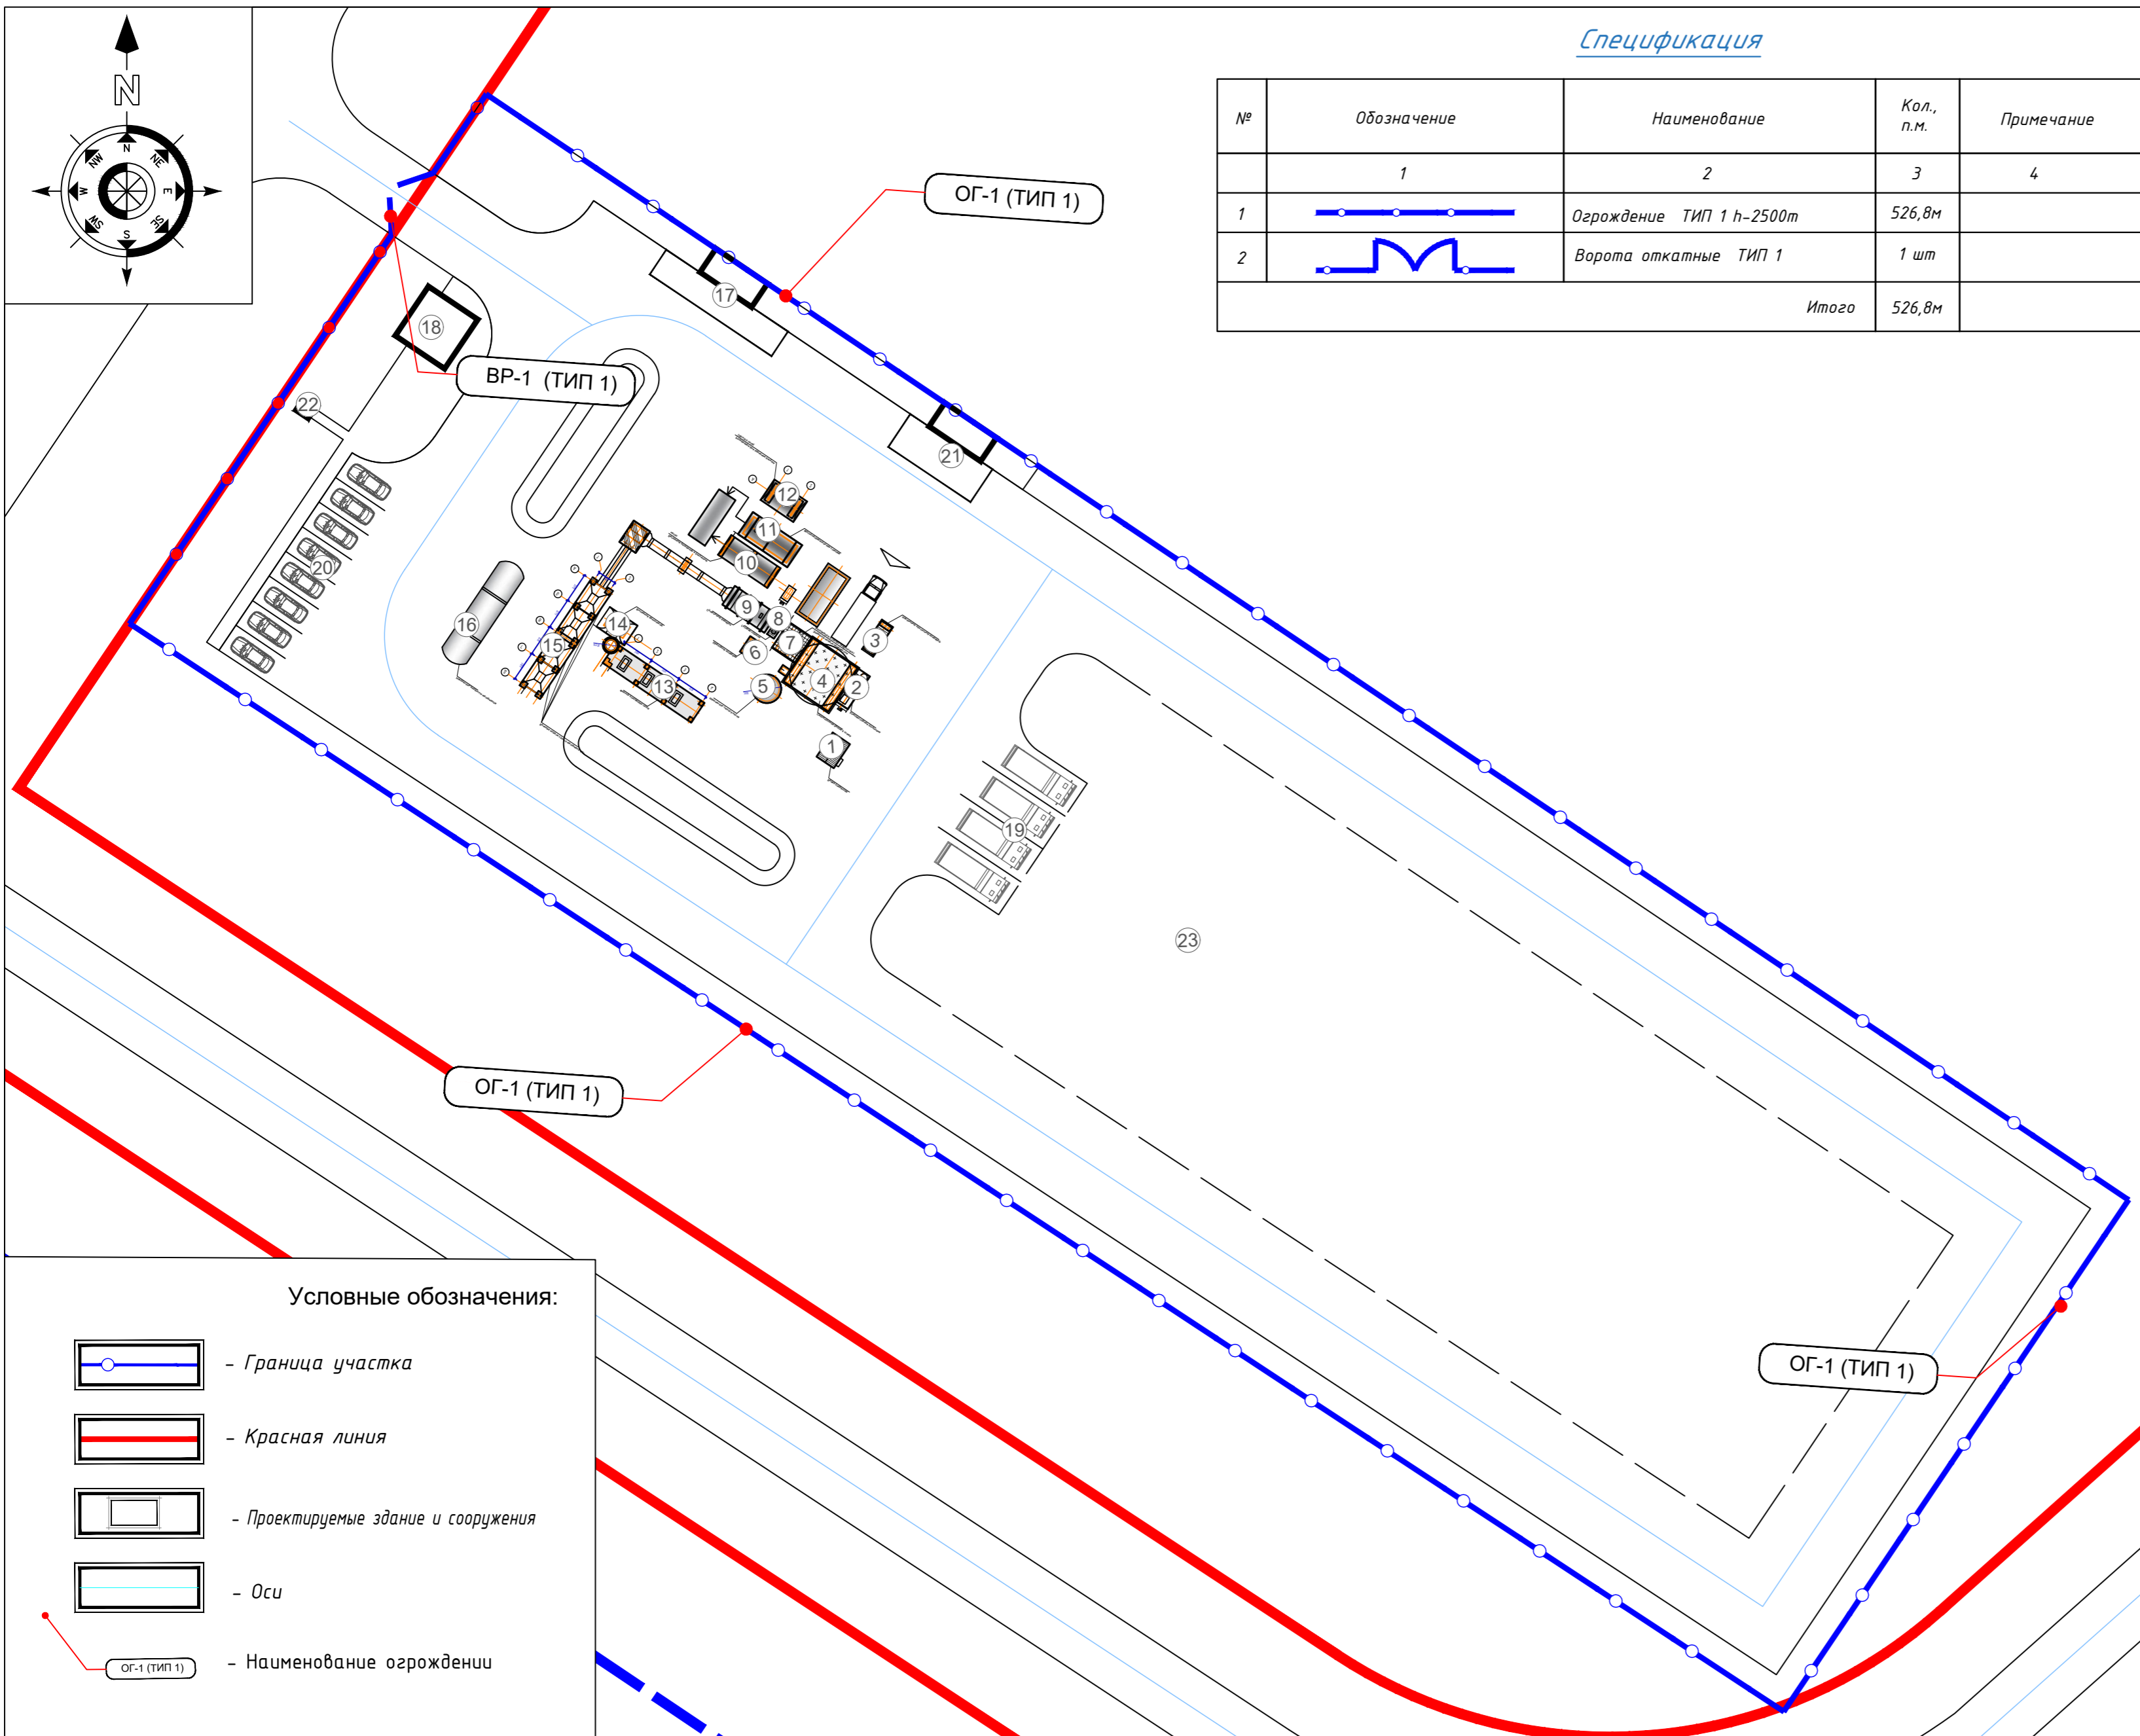 Спецификация
№ Обозначение Наименование Кол., п.м. Примечание
1 2 3 4
1 Огрождение ТИП 1 h-2500m 526,8м
2 Ворота откатные ТИП 1 1 шт
Итого 526,8м
N
N
NE
E
SE
S
SW
W
NW
ОГ-1 (ТИП 1)
ВР-1 (ТИП 1)
17
18
22
21
12
11
10
20
9
8
16
14
15
7
3
6
13
5
4
2
1
19
23
ОГ-1 (ТИП 1)
ОГ-1 (ТИП 1)
Условные обозначения:
- Граница участка
- Красная линия
- Проектируемые здание и сооружения
- Оси
ОГ-1 (ТИП 1) - Наименование огрождении